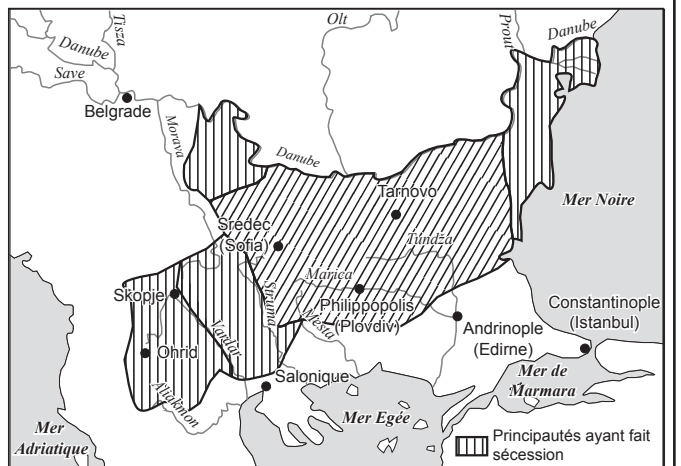 Tisza
Olt
Prout
Danube
Danube
Save
Belgrade
Morava
Danube
Tarnovo
Mer Noire
Sredec
(Sofia)
Tundža
Marica
Skopje
Struma
Philippopolis
(Plovdiv)
Mesta
Constantinople
(Istanbul)
Andrinople
(Edirne)
Vardar
Ohrid
Salonique
Mer de
Marmara
Aliakmon
Mer Egée
Mer
Adriatique
Principautés ayant fait
sécession